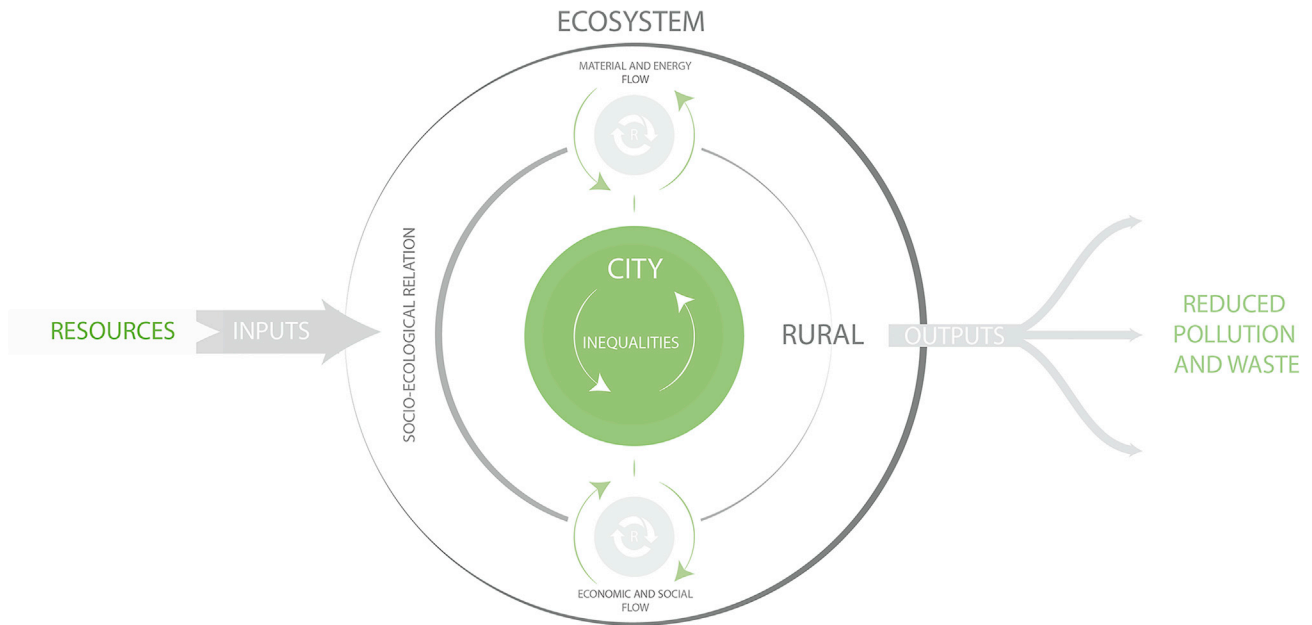 ECOSYSTEM
MATERIAL AND ENERGY
FLOW
R
SOCIO-ECOLOGICAL RELATION
CITY
INEQUALITIES
RESOURCES
INPUTS
RURAL
OUTPUTS
REDUCED
POLLUTION
AND WASTE
R
ECONOMIC AND SOCIAL
FLOW